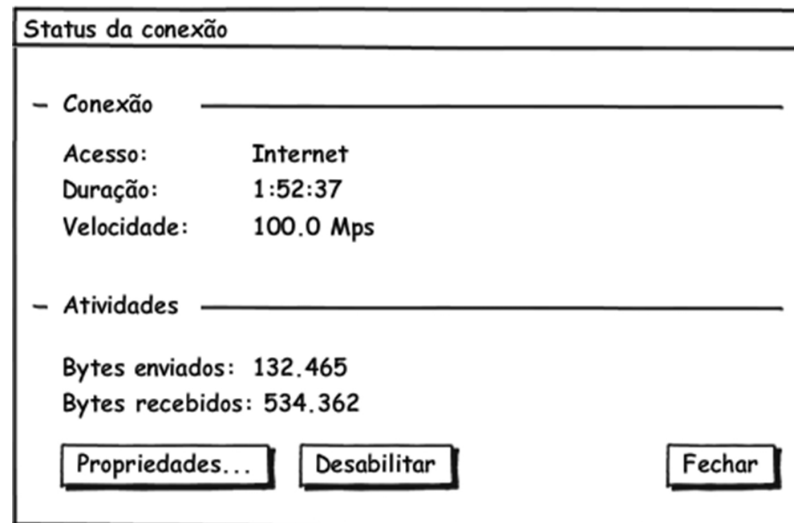 Status da conexão
Conexão
Acesso: Internet
Duração: 1:52:37
Velocidade: 100.0 Mps
Atividades
Bytes enviados: 132.465
Bytes recebidos: 534.362
Propriedades... Desabilitar Fechar